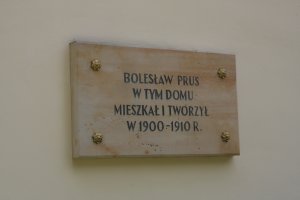 BOLESŁAW PRUS
W TYM DOMU
MIESZKAŁ I TWORZYŁ
W 1900-1910 R.